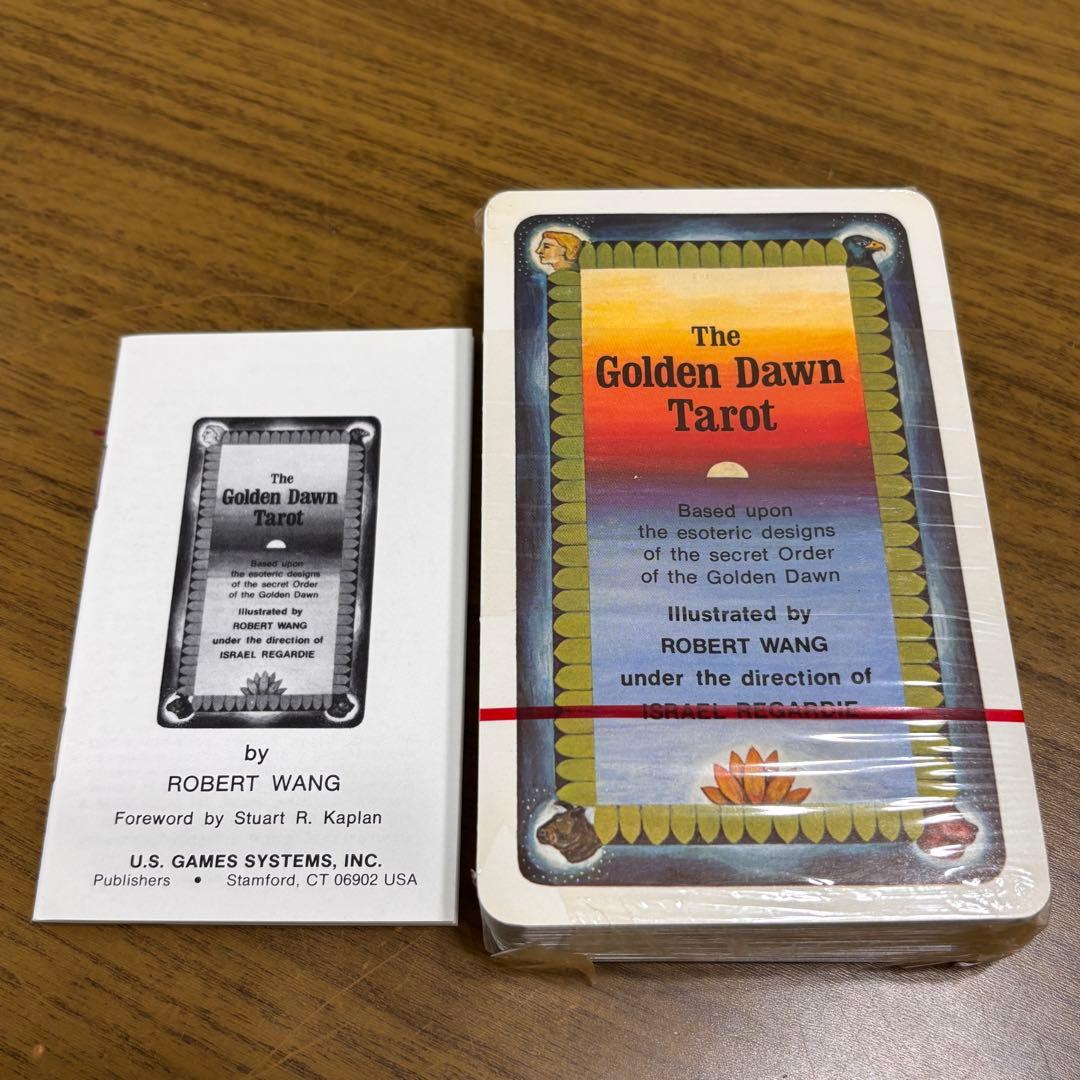 The
Golden Dawn
Tarot
Based upon
the esoteric designs
of the secret Order
of the Golden Dawn
Illustrated by
ROBERT WANG
under the direction of
ISRAEL REGARDIE
by
ROBERT WANG
Foreword by Stuart R. Kaplan
U.S. GAMES SYSTEMS, INC.
Publishers • Stamford, CT 06902 USA
The
Golden Dawn
Tarot
Based upon
the esoteric designs
of the secret Order
of the Golden Dawn
Illustrated by
ROBERT WANG
under the direction of
ISRAEL REGARDIE